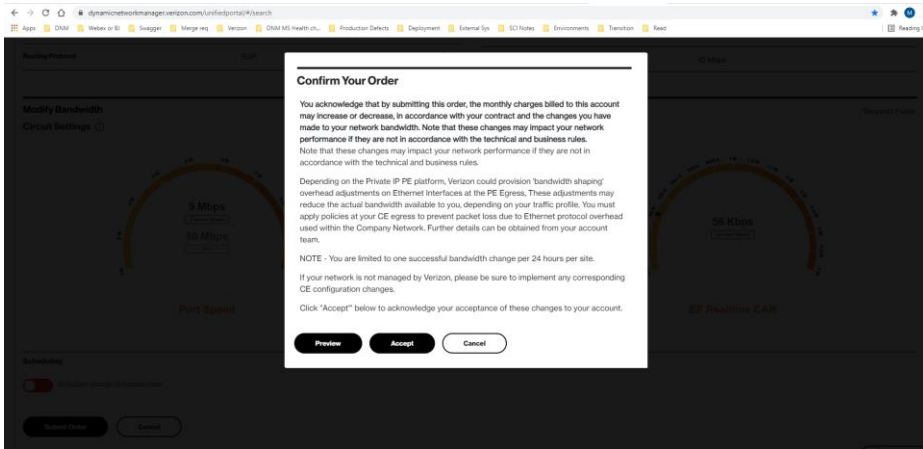 dynamicnetworkmanager.verizon.com/unifiedportal/#/search
Apps DNM Webex or BJ Swagger Merge req Verizon DNM MS Health ch... Production Defects Deployment External Sys SCI Notes Environments Transition Read Reading
Routing Protocol BGP 10 Mbps
Confirm Your Order
You acknowledge that by submitting this order, the monthly charges billed to this account
may increase or decrease, in accordance with your contract and the changes you have
made to your network bandwidth. Note that these changes may impact your network
performance if they are not in accordance with the technical and business rules.
Note that these changes may impact your network performance if they are not in
accordance with the technical and business rules.
Depending on the Private IP PE platform, Verizon could provision 'bandwidth shaping'
overhead adjustments on Ethernet Interfaces at the PE Egress, These adjustments may
reduce the actual bandwidth available to you, depending on your traffic profile. You must
apply policies at your CE egress to prevent packet loss due to Ethernet protocol overhead
used within the Company Network. Further details can be obtained from your account
team.
NOTE - You are limited to one successful bandwidth change per 24 hours per site.
If your network is not managed by Verizon, please be sure to implement any corresponding
CE configuration changes.
Click "Accept'" below to acknowledge your acceptance of these changes to your account.
Preview Accept Cancel
Modify Bandwidth
Circuit Settings
9 Mbps
10 Mbps
56 Kbps
Port Speed
EF Realtime CAR
Scheduling
Submit Order Cancel